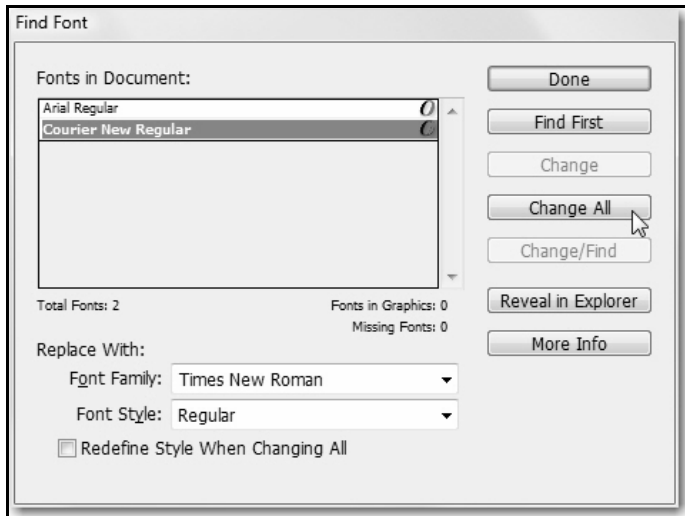 Find Font
Fonts in Document:
Arial Regular
Courier New Regular
Total Fonts: 2
Fonts in Graphics: 0
Missing Fonts: 0
Replace With:
Font Family: Times New Roman
Font Style: Regular
Redefine Style When Changing All
Done
Find First
Change
Change All
Change/Find
Reveal in Explorer
More Info